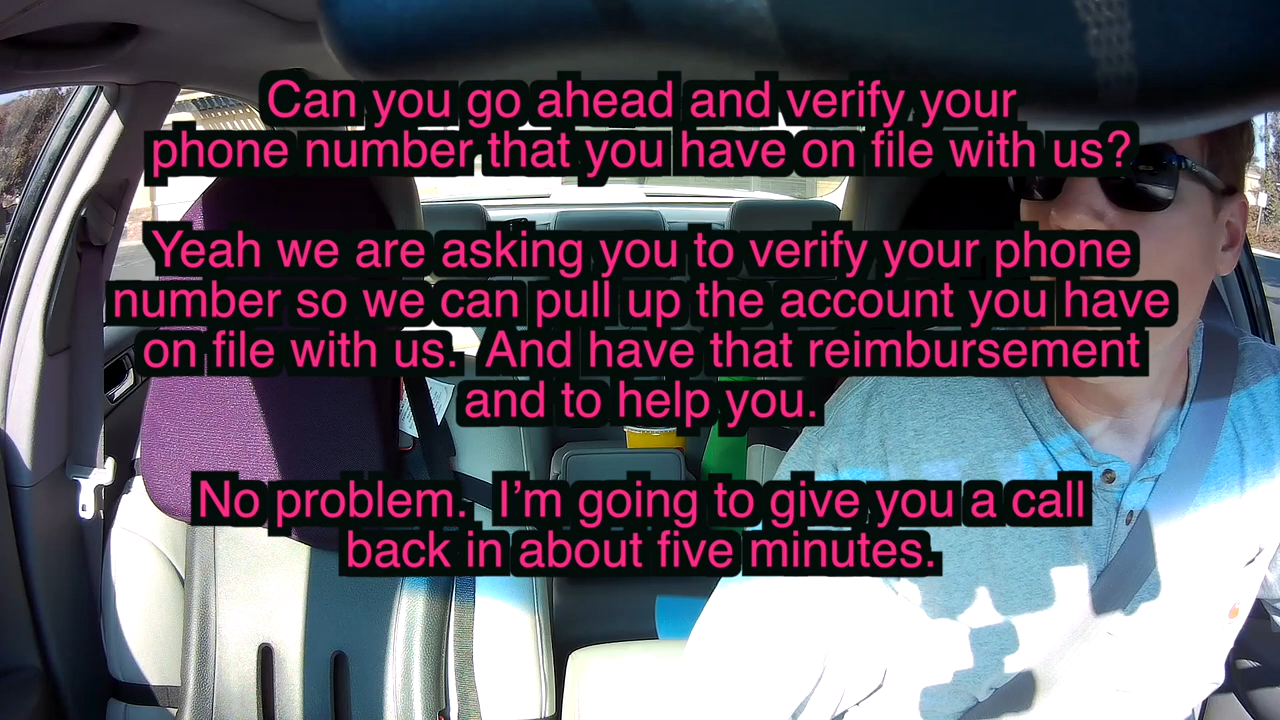 Can you go ahead and verify your
phone number that you have on file with us?
Yeah we are asking you to verify your phone
number so we can pull up the account you have
on file with us.  And have that reimbursement
and to help you.
No problem.  I’m going to give you a call
back in about five minutes.